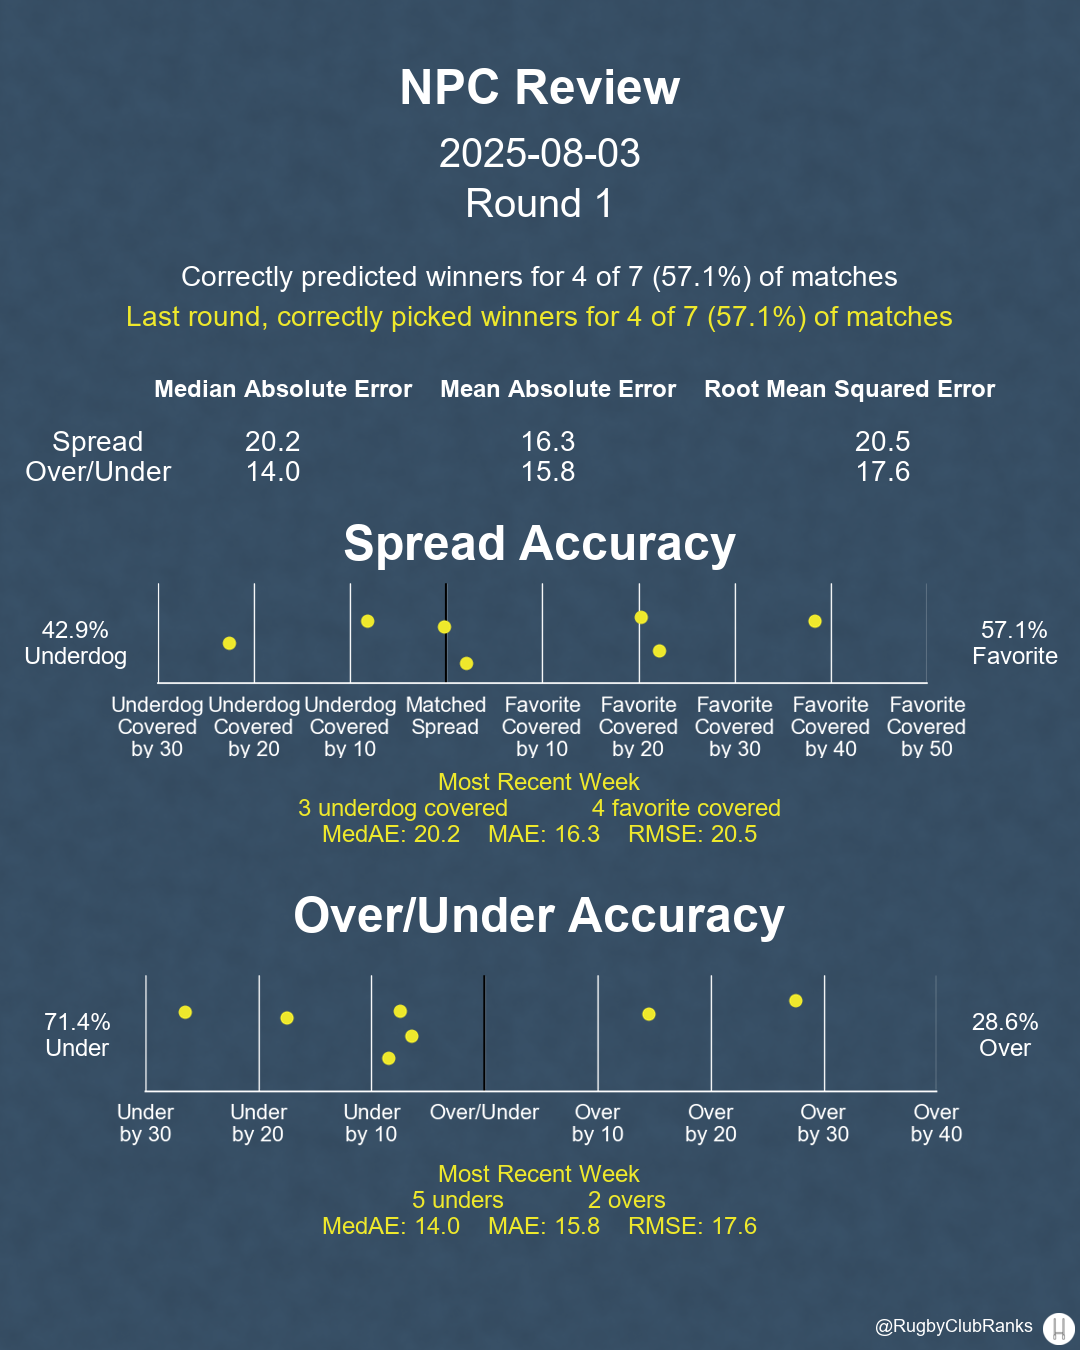 NPC Review
2025-08-03
Round 1
Correctly predicted winners for 4 of 7 (57.1%) of matches
Last round, correctly picked winners for 4 of 7 (57.1%) of matches
Median Absolute Error Mean Absolute Error Root Mean Squared Error
Spread 20.2 16.3 20.5
Over/Under 14.0 15.8 17.6
Spread Accuracy
42.9%
Underdog
57.1%
Favorite
Underdog Underdog Underdog Matched Favorite Favorite Favorite Favorite Favorite
Covered Covered Covered Spread Covered Covered Covered Covered Covered
by 30 by 20 by 10 by 10 by 20 by 30 by 40 by 50
Most Recent Week
3 underdog covered 4 favorite covered
MedAE: 20.2 MAE: 16.3 RMSE: 20.5
Over/Under Accuracy
71.4%
Under
28.6%
Over
Under Under Under Over/Under Over Over Over Over
by 30 by 20 by 10 by 10 by 20 by 30 by 40
Most Recent Week
5 unders 2 overs
MedAE: 14.0 MAE: 15.8 RMSE: 17.6
@RugbyClubRanks